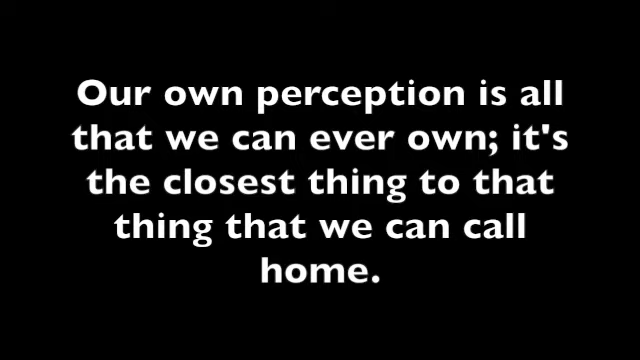 Our own perception is all
that we can ever own; it's
the closest thing to that
thing that we can call
home.